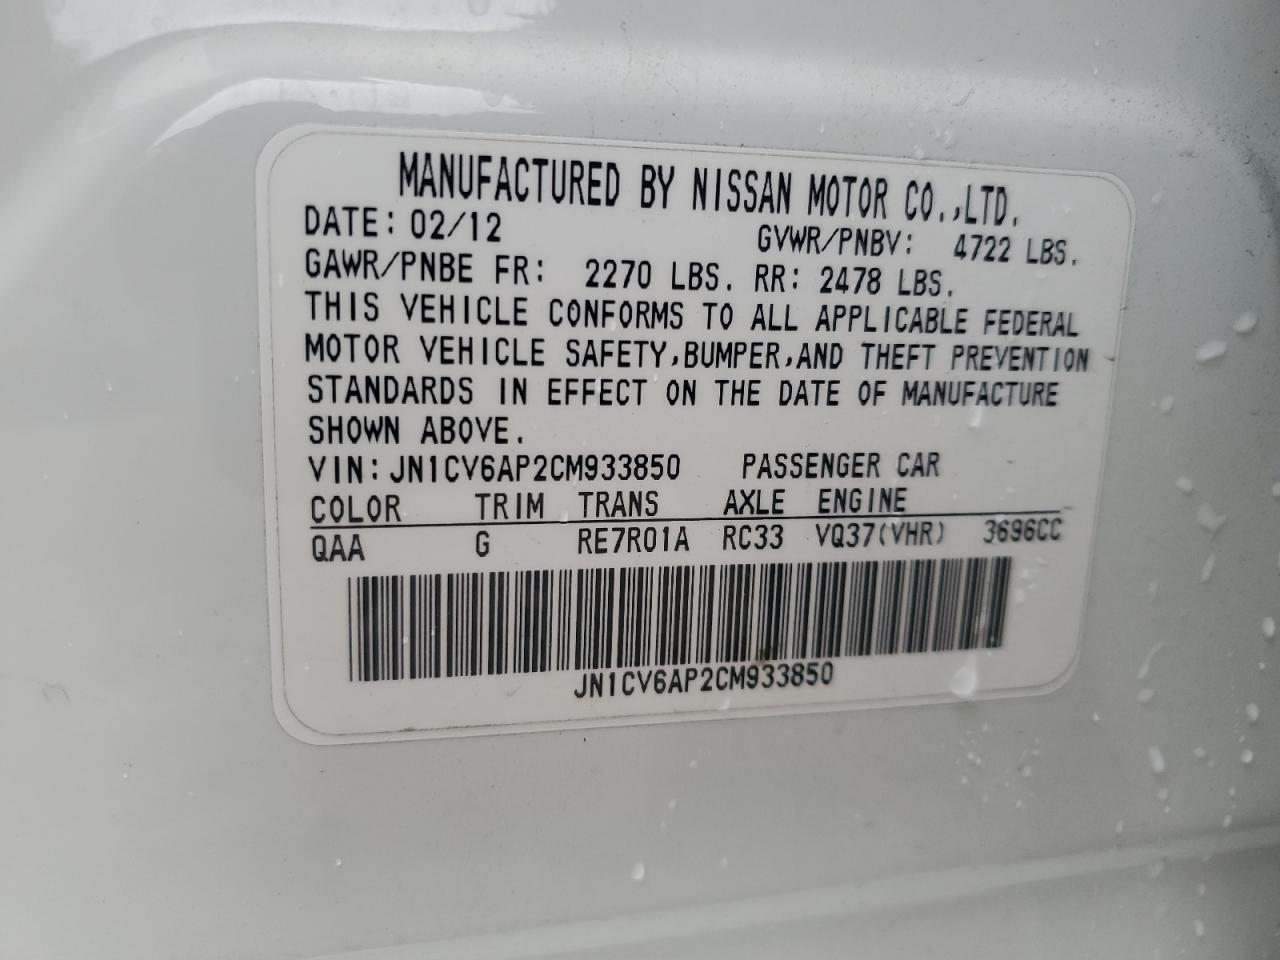 MANUFACTURED BY NISSAN MOTOR CO.,LTD.
DATE: 02/12 GVWR/PNBV: 4722 LBS.
GAWR/PNBE FR: 2270 LBS. RR: 2478 LBS.
THIS VEHICLE CONFORMS TO ALL APPLICABLE FEDERAL
MOTOR VEHICLE SAFETY,BUMPER,AND THEFT PREVENTION
STANDARDS IN EFFECT ON THE DATE OF MANUFACTURE
SHOWN ABOVE.
VIN: JN1CV6AP2CM933850 PASSENGER CAR
COLOR TRIM TRANS AXLE ENGINE
QAA G RE7R01A RC33 VQ37(VHR) 3696CC
JN1CV6AP2CM933850